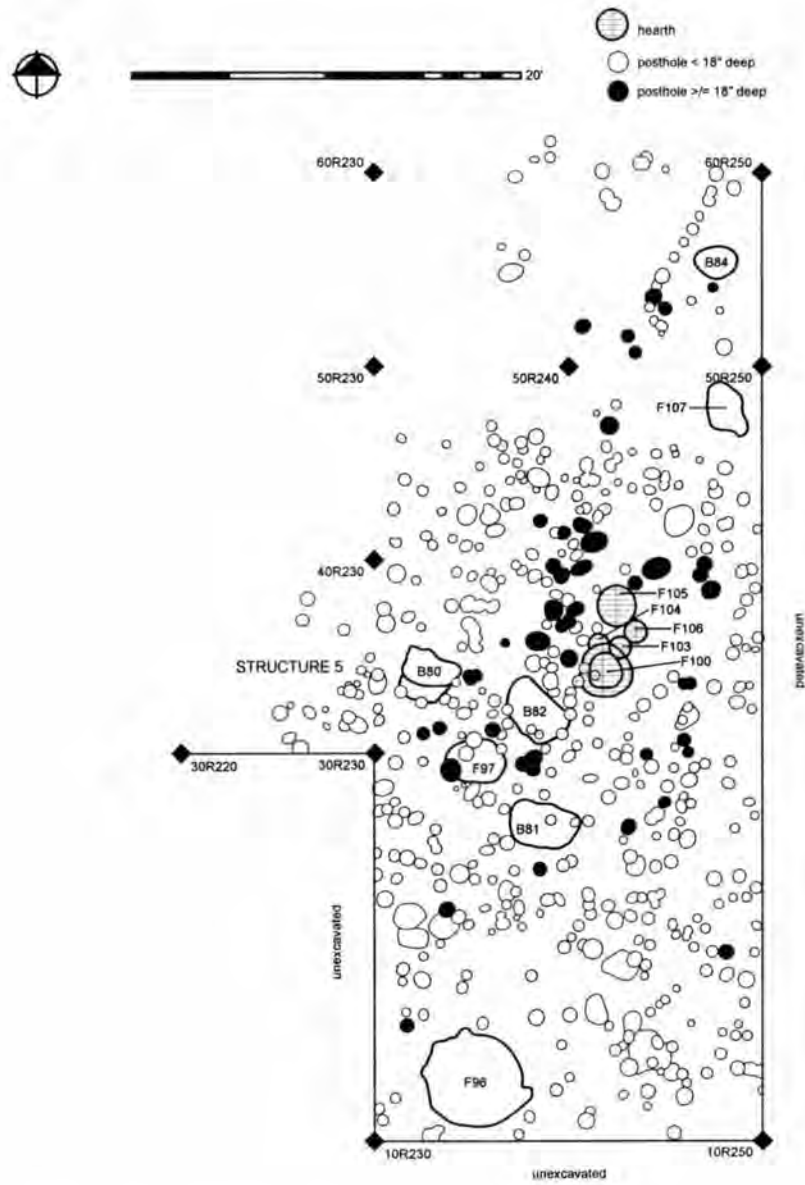 hearth
posthole < 18" deep
20'
posthole >/= 18" deep
60R230
60R250
B84
50R230
50R240
50R250
F107
40R230
F105
F104
F106
F103
F100
unexcavated
STRUCTURE 5
B80
B82
30R220
30R230
F97
B81
unexcavated
F96
10R230
10R250
unexcavated